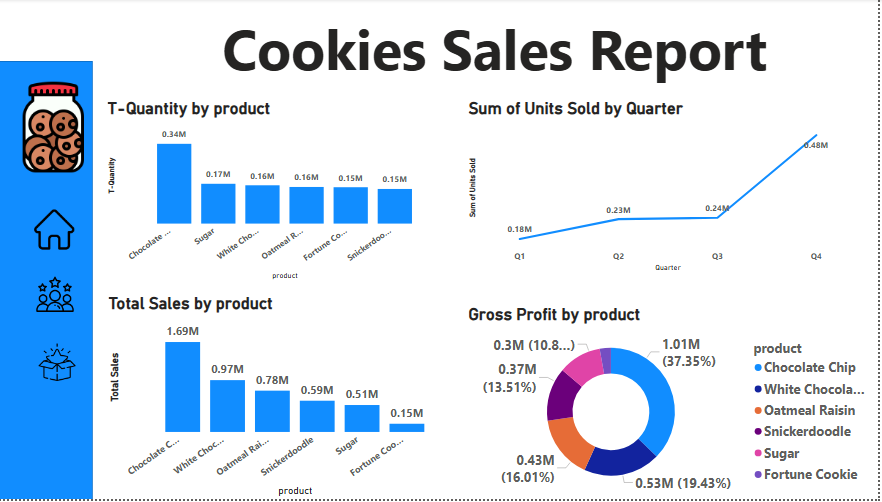 Cookies Sales Report
T-Quantity by product
T-Quantity
0.34M
0.17M
0.16M
0.16M
0.15M
0.15M
Chocolate ...
Sugar
White Cho...
Oatmeal R...
Fortune Co...
Snickerdoo...
product
Sum of Units Sold by Quarter
Sum of Units Sold
0.18M
0.23M
0.24M
0.48M
Q1
Q2
Q3
Q4
Quarter
Total Sales by product
Total Sales
1.69M
0.97M
0.78M
0.59M
0.51M
0.15M
Chocolate C...
White Choc...
Oatmeal Rai...
Snickerdoodle
Sugar
Fortune Coo...
product
Gross Profit by product
0.3M (10.8...)
0.37M
(13.51%)
0.43M
(16.01%)
1.01M
(37.35%)
0.53M (19.43%)
product
Chocolate Chip
White Chocola...
Oatmeal Raisin
Snickerdoodle
Sugar
Fortune Cookie